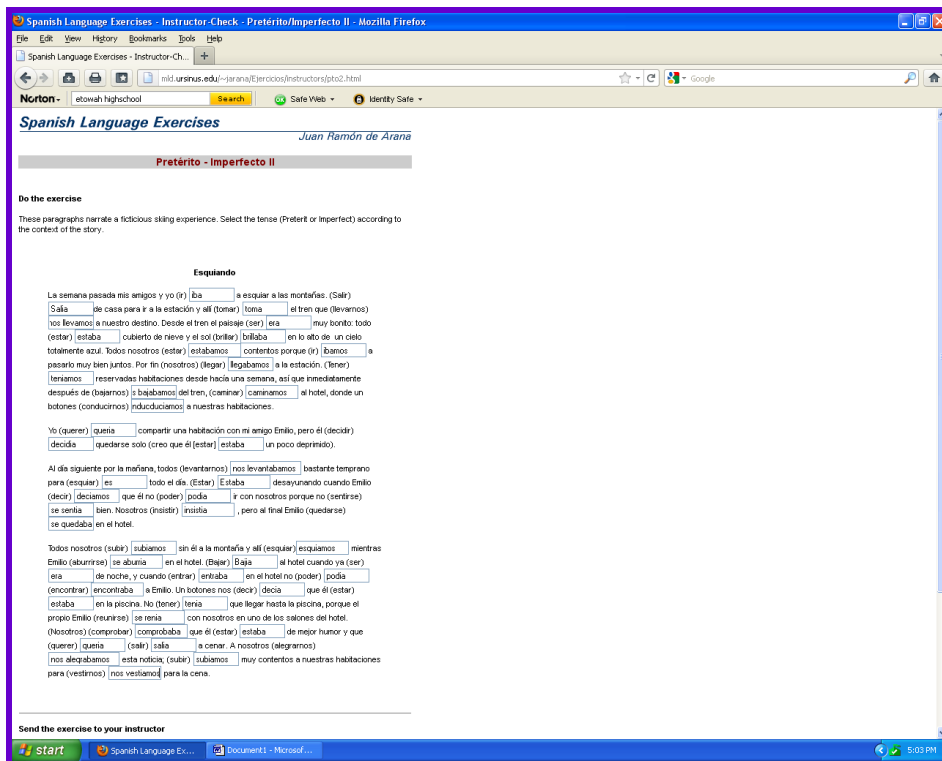 Spanish Language Exercises - Instructor-Check - Pretérito/Imperfecto II - Mozilla Firefox
File Edit View History Bookmarks Tools Help
Spanish Language Exercises - Instructor-Ch... +
mld.ursinus.edu/~jarana/Ejercicios/instructors/pto2.html Google
Norton etowah highschool Search Safe Web Identity Safe
Spanish Language Exercises
Juan Ramón de Arana
Pretérito - Imperfecto II
Do the exercise
These paragraphs narrate a ficticious skiing experience. Select the tense (Preterit or Imperfect) according to
the context of the story.
Esquiando
La semana pasada mis amigos y yo (ir) iba a esquiar a las montañas. (Salir)
Salia de casa para ir a la estación y allí (tomar) toma el tren que (llevarnos)
nos llevamos a nuestro destino. Desde el tren el paisaje (ser) era muy bonito: todo
(estar) estaba cubierto de nieve y el sol (brillar) brillaba en lo alto de un cielo
totalmente azul. Todos nosotros (estar) estabamos contentos porque (ir) ibamos a
pasarlo muy bien juntos. Por fin (nosotros) (llegar) llegabamos a la estación. (Tener)
teniamos reservadas habitaciones desde hacía una semana, así que inmediatamente
después de (bajarnos) s bajabamos del tren, (caminar) caminamos al hotel, donde un
botones (conducirnos) nducduciamos a nuestras habitaciones.
Yo (querer) queria compartir una habitación con mi amigo Emilio, pero él (decidir)
decidia quedarse solo (creo que él [estar] estaba un poco deprimido).
Al día siguiente por la mañana, todos (levantarnos) nos levantabamos bastante temprano
para (esquiar) es todo el día. (Estar) Estaba desayunando cuando Emilio
(decir) deciamos que él no (poder) podia ir con nosotros porque no (sentirse)
se sentia bien. Nosotros (insistir) insistia , pero al final Emilio (quedarse)
se quedaba en el hotel.
Todos nosotros (subir) subiamos sin él a la montaña y allí (esquiar) esquiamos mientras
Emilio (aburrirse) se aburria en el hotel. (Bajar) Bajia al hotel cuando ya (ser)
era de noche, y cuando (entrar) entraba en el hotel no (poder) podia
(encontrar) encontraba a Emilio. Un botones nos (decir) decia que él (estar)
estaba en la piscina. No (tener) tenia que llegar hasta la piscina, porque el
propio Emilio (reunirse) se renia con nosotros en uno de los salones del hotel.
(Nosotros) (comprobar) comprobaba que él (estar) estaba de mejor humor y que
(querer) queria (salir) salia a cenar. A nosotros (alegrarnos)
nos alegrabamos esta noticia; (subir) subiamos muy contentos a nuestras habitaciones
para (vestirnos) nos vestiamos para la cena.
Send the exercise to your instructor
start Spanish Language Ex... Document1 - Microsof... 5:03 PM